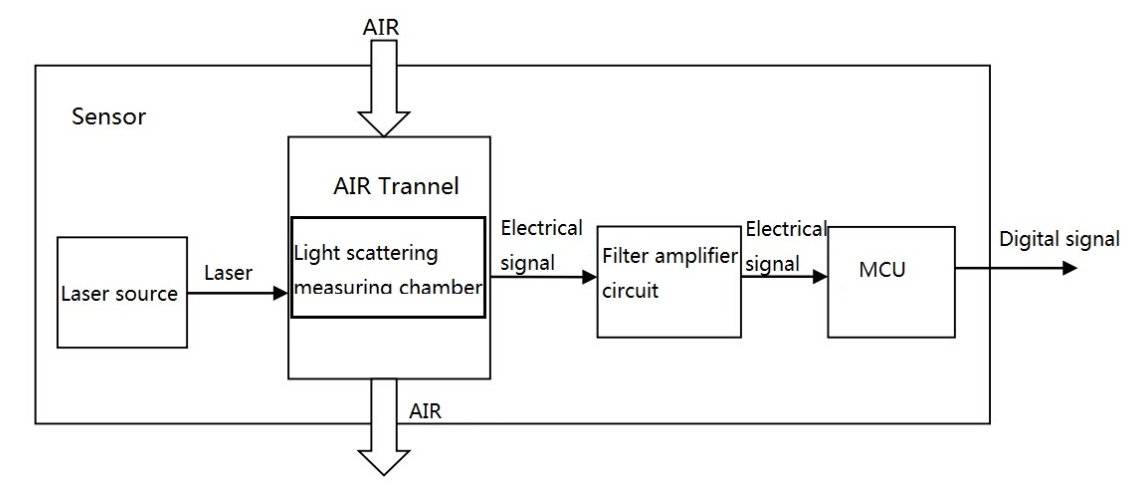 AIR
Sensor
AIR Trannel
Light scattering
measuring chamber
Laser source
Laser
Electrical
signal
Filter amplifier
circuit
Electrical
signal
MCU
Digital signal
AIR